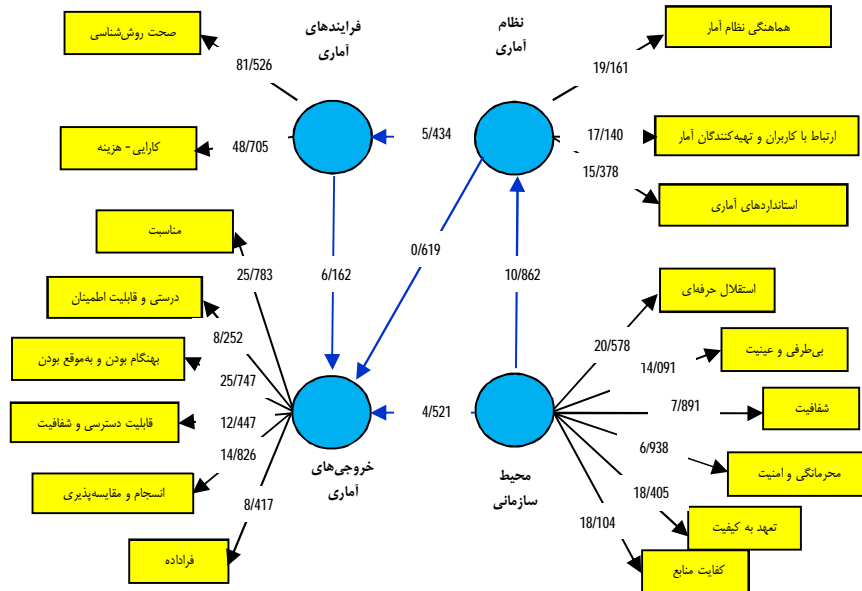 هماهنگی نظام آمار
نظام
آماری
فرایندهای
آماری
صحت روش‌شناسی
19/161
81/526
ارتباط با کاربران و تهیه‌کنندگان آمار
17/140
5/434
48/705
کارایی - هزینه
15/378
استانداردهای آماری
مناسبت
0/619
10/862
6/162
25/783
استقلال حرفه‌ای
درستی و قابلیت اطمینان
20/578
8/252
بی‌طرفی و عینیت
14/091
بهنگام بودن و به‌موقع بودن
25/747
شفافیت
7/891
4/521
12/447
قابلیت دسترسی و شفافیت
6/938
14/826
محرمانگی و امنیت
محیط
سازمانی
خروجی‌های
آماری
انسجام و مقایسه‌پذیری
18/405
8/417
18/104
تعهد به کیفیت
فراداده
کفایت منابع